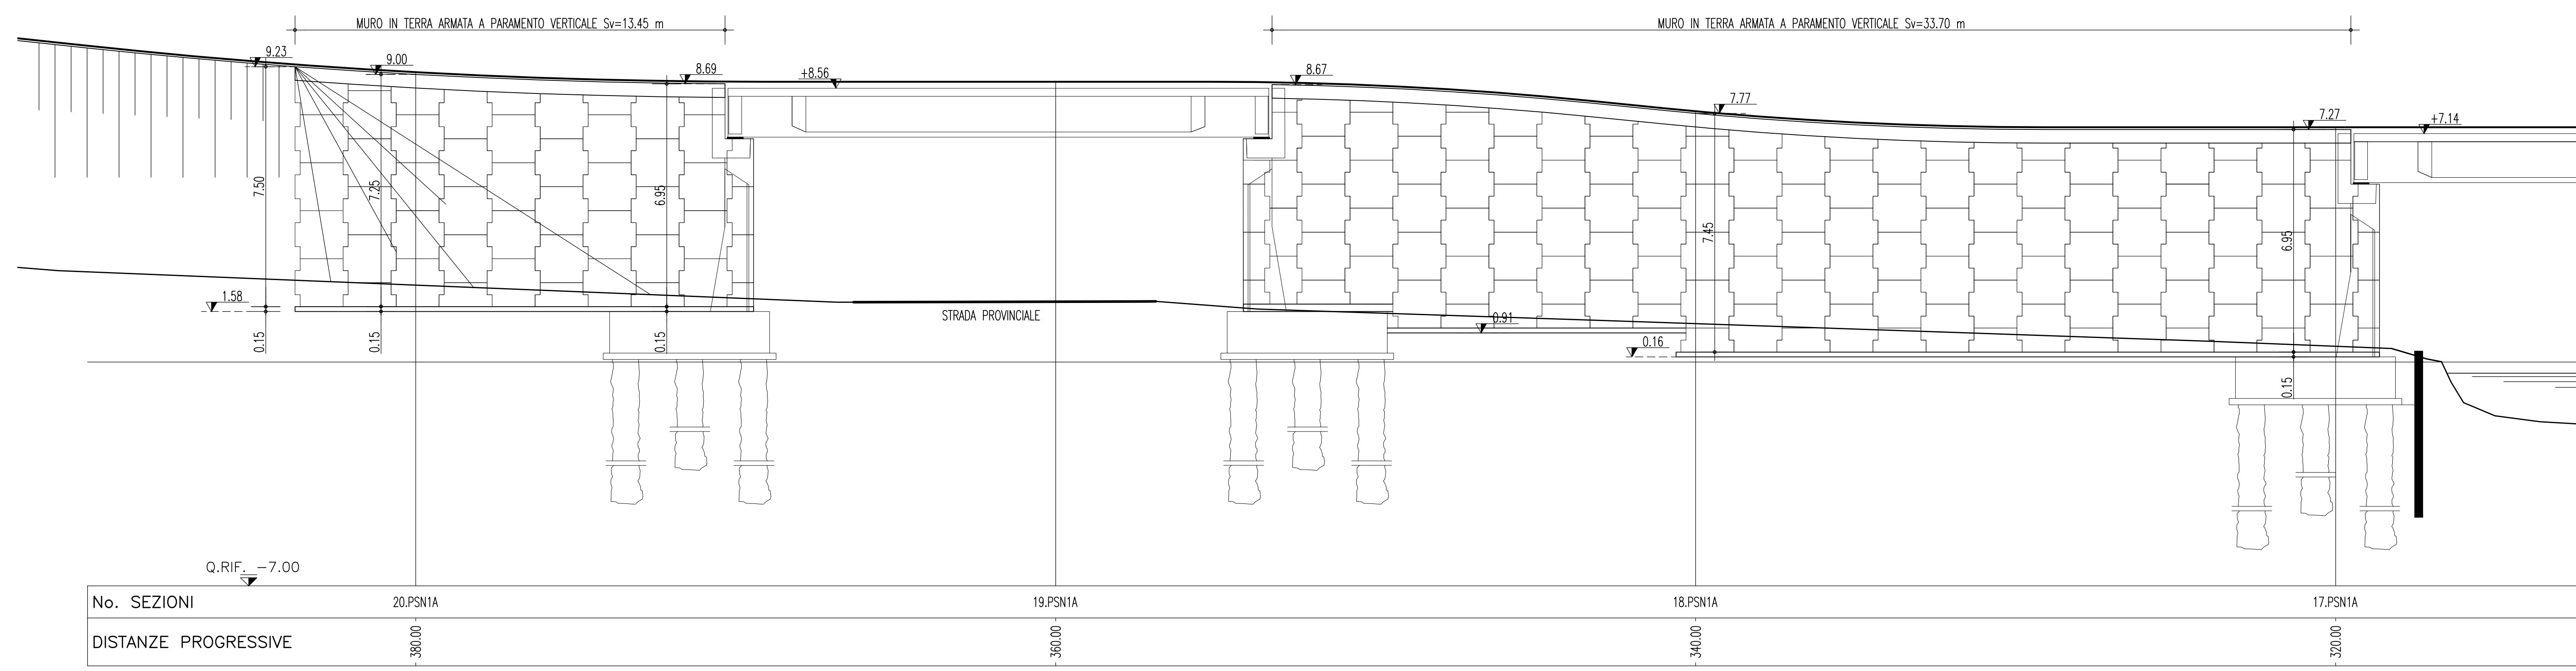 MURO IN TERRA ARMATA A PARAMENTO VERTICALE Sv=13.45 m
MURO IN TERRA ARMATA A PARAMENTO VERTICALE Sv=33.70 m
9.23
9.00
8.69
+8.56
8.67
7.77
7.27
+7.14
7.50
7.25
6.95
7.45
6.95
1.58
0.15
0.15
0.15
STRADA PROVINCIALE
0.91
0.16
0.15
Q.RIF. -7.00
No. SEZIONI
20.PSN1A
19.PSN1A
18.PSN1A
17.PSN1A
DISTANZE PROGRESSIVE
380.00
360.00
340.00
320.00